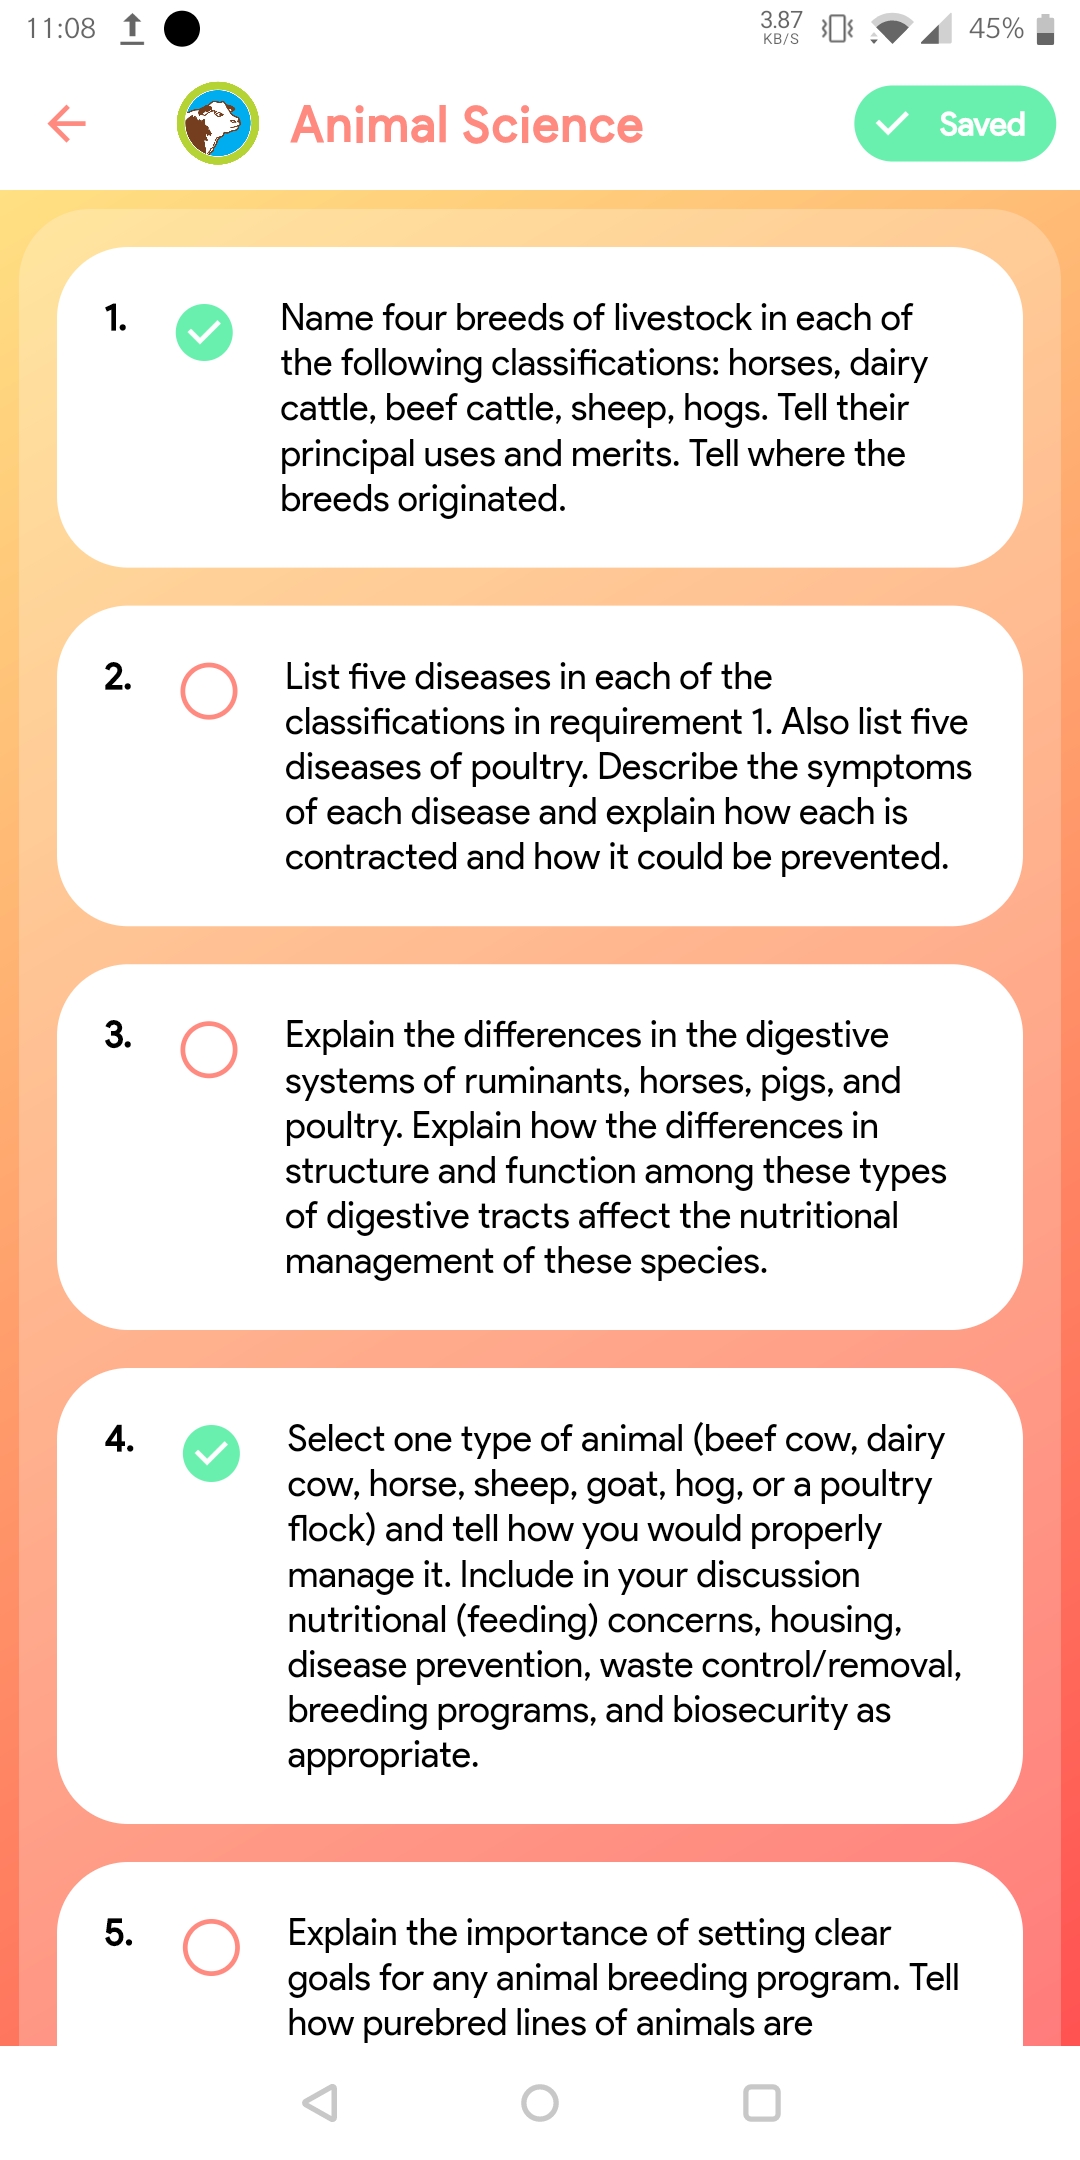 11:08
3.87
KB/S
45%
Animal Science
Saved
1.
Name four breeds of livestock in each of
the following classifications: horses, dairy
cattle, beef cattle, sheep, hogs. Tell their
principal uses and merits. Tell where the
breeds originated.
2.
List five diseases in each of the
classifications in requirement 1. Also list five
diseases of poultry. Describe the symptoms
of each disease and explain how each is
contracted and how it could be prevented.
3.
Explain the differences in the digestive
systems of ruminants, horses, pigs, and
poultry. Explain how the differences in
structure and function among these types
of digestive tracts affect the nutritional
management of these species.
4.
Select one type of animal (beef cow, dairy
cow, horse, sheep, goat, hog, or a poultry
flock) and tell how you would properly
manage it. Include in your discussion
nutritional (feeding) concerns, housing,
disease prevention, waste control/removal,
breeding programs, and biosecurity as
appropriate.
5.
Explain the importance of setting clear
goals for any animal breeding program. Tell
how purebred lines of animals are